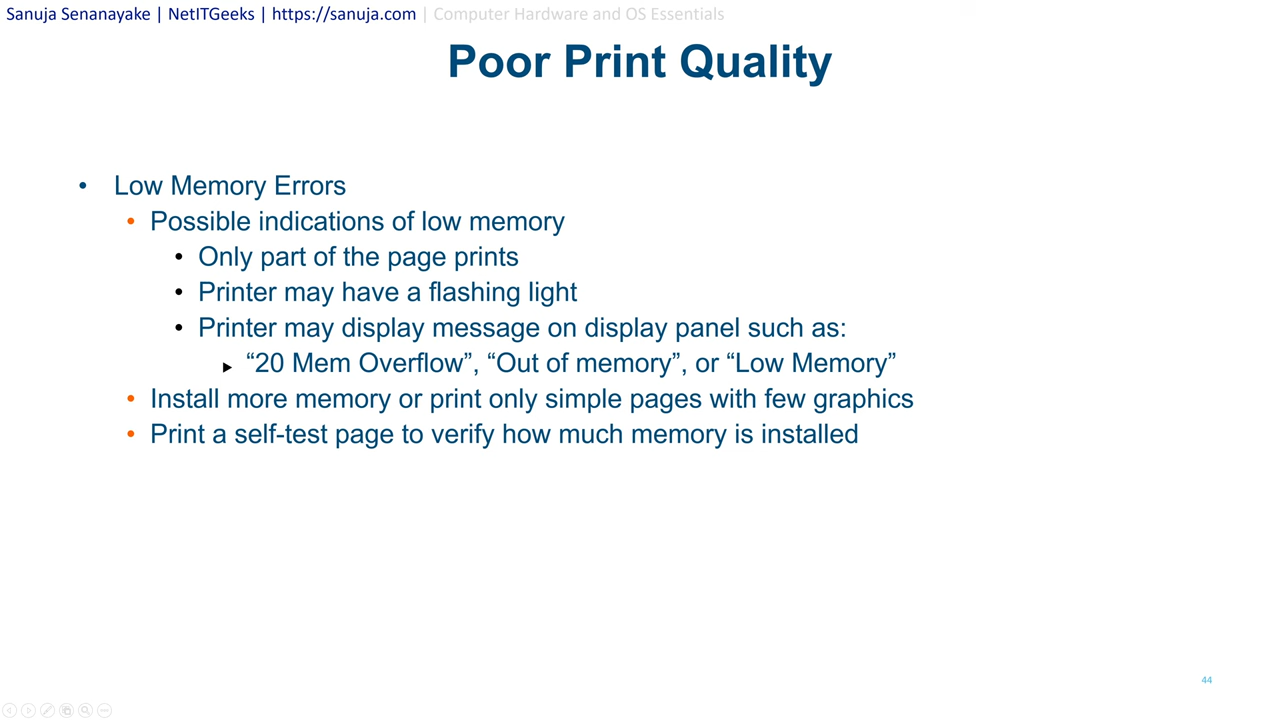 Sanuja Senanayake | NetITGeeks | https://sanuja.com | Computer Hardware and OS Essentials
Poor Print Quality
• Low Memory Errors
• Possible indications of low memory
• Only part of the page prints
• Printer may have a flashing light
• Printer may display message on display panel such as:
▶ “20 Mem Overflow”, “Out of memory”, or “Low Memory”
• Install more memory or print only simple pages with few graphics
• Print a self-test page to verify how much memory is installed
44